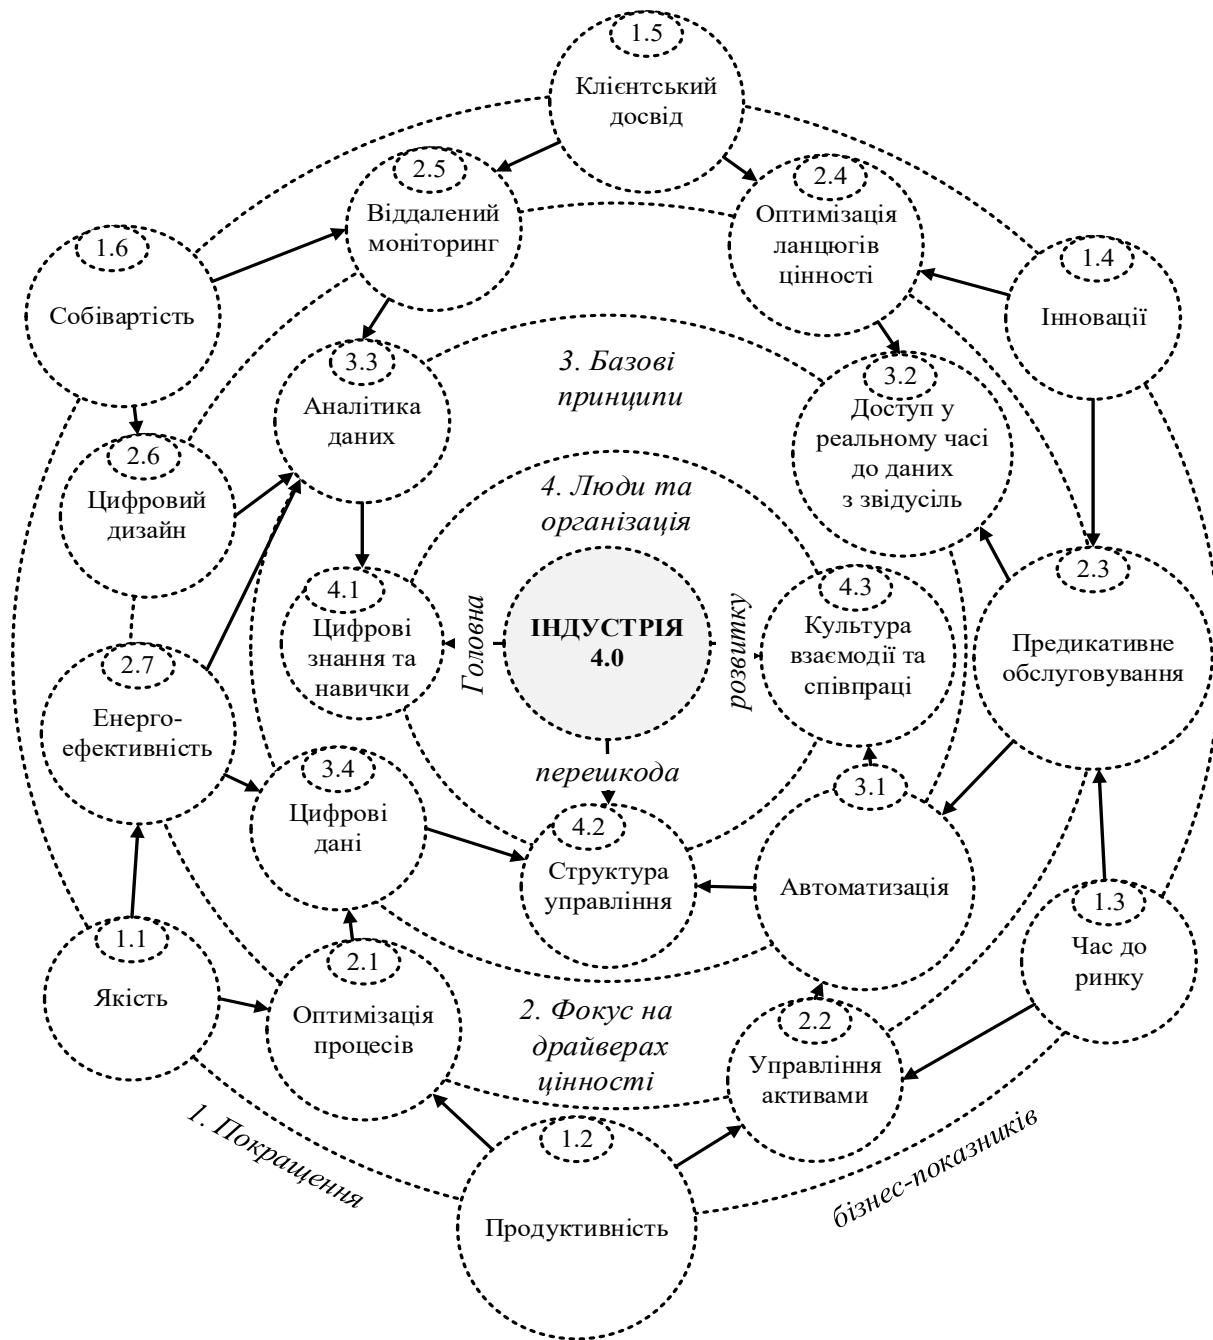 1.5
Клієнтський
досвід
2.5
Віддалений
моніторинг
2.4
Оптимізація
ланцюгів
цінності
1.6
Собівартість
1.4
Інновації
3.3
Аналітика
даних
3. Базові
принципи
3.2
Доступ у
реальному часі
до даних
з звідусіль
2.6
Цифровий
дизайн
4. Люди та
організація
4.1
Цифрові
знання та
навички
Головна
ІНДУСТРІЯ
4.0
розвитку
4.3
Культура
взаємодії та
співпраці
2.3
Предикативне
обслуговування
2.7
Енерго-
ефективність
перешкода
3.4
Цифрові
дані
4.2
Структура
управління
3.1
Автоматизація
1.3
Час до
ринку
1.1
Якість
2.1
Оптимізація
процесів
2. Фокус на
драйверах
цінності
2.2
Управління
активами
1. Покращення
1.2
Продуктивність
бізнес-показників